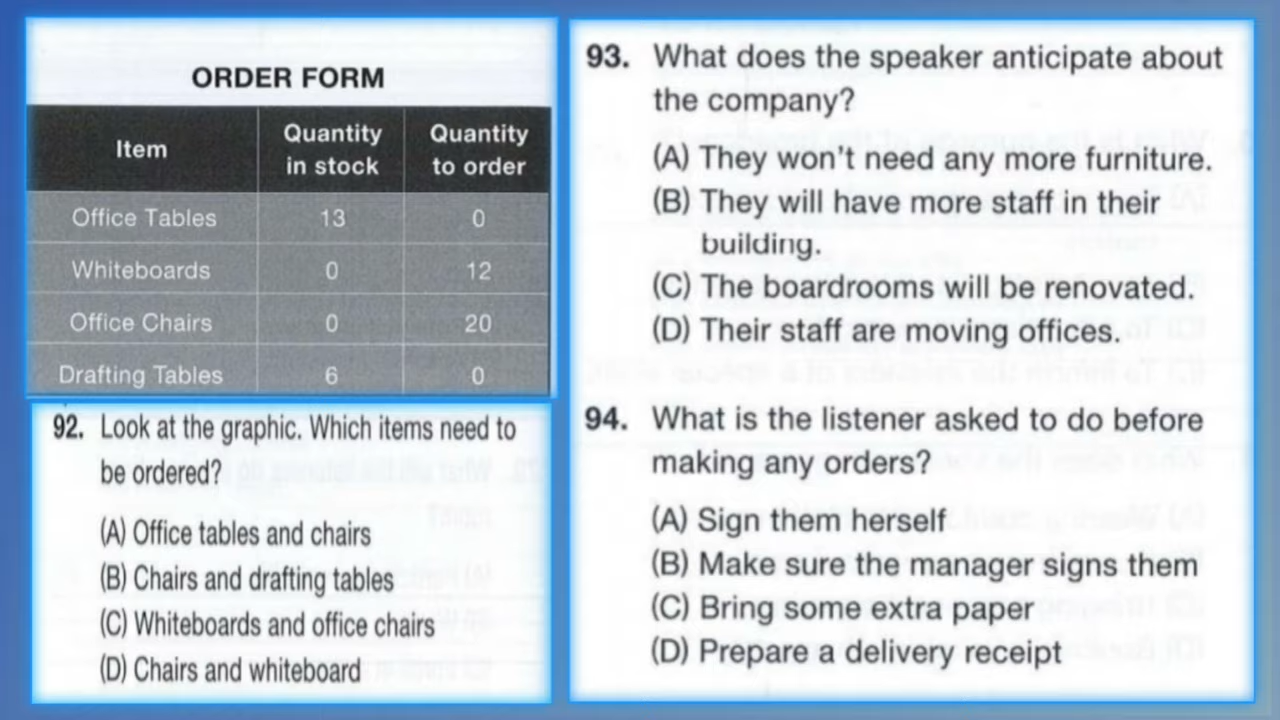 ORDER FORM
Item Quantity in stock Quantity to order
Office Tables 13 0
Whiteboards 0 12
Office Chairs 0 20
Drafting Tables 6 0
92. Look at the graphic. Which items need to
be ordered?
(A) Office tables and chairs
(B) Chairs and drafting tables
(C) Whiteboards and office chairs
(D) Chairs and whiteboard
93. What does the speaker anticipate about
the company?
(A) They won't need any more furniture.
(B) They will have more staff in their
building.
(C) The boardrooms will be renovated.
(D) Their staff are moving offices.
94. What is the listener asked to do before
making any orders?
(A) Sign them herself
(B) Make sure the manager signs them
(C) Bring some extra paper
(D) Prepare a delivery receipt